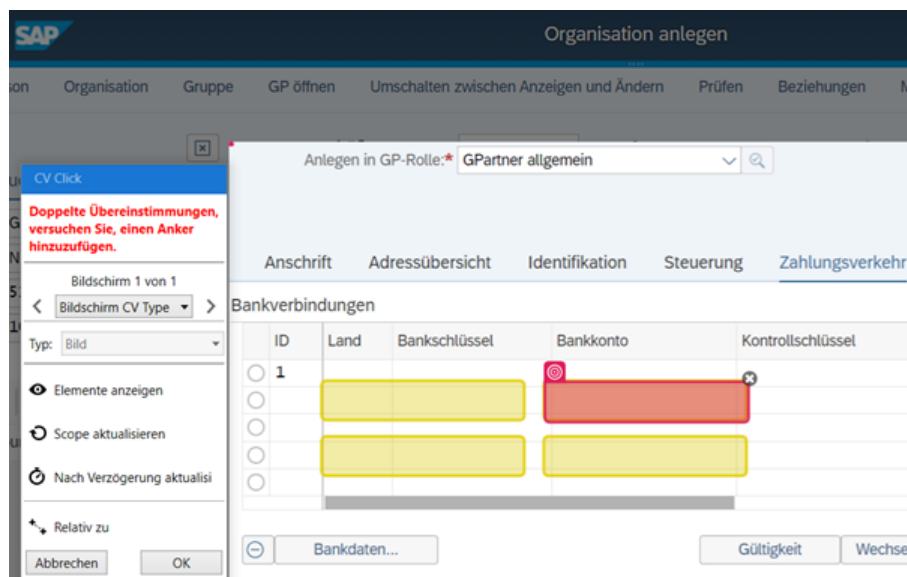 SAP
Organisation anlegen
son Organisation Gruppe GP öffnen Umschalten zwischen Anzeigen und Ändern Prüfen Beziehungen
Anlegen in GP-Rolle:* GPartner allgemein
CV Click
Doppelte Übereinstimmungen,
versuchen Sie, einen Anker
hinzuzufügen.
Bildschirm 1 von 1
< Bildschirm CV Type >
Typ: Bild
Elemente anzeigen
Scope aktualisieren
Nach Verzögerung aktualisi
Relativ zu
Abbrechen OK
Anschrift Adressübersicht Identifikation Steuerung Zahlungsverkehr
Bankverbindungen
ID Land Bankschlüssel Bankkonto Kontrollschlüssel
1
Bankdaten... Gültigkeit Wechse